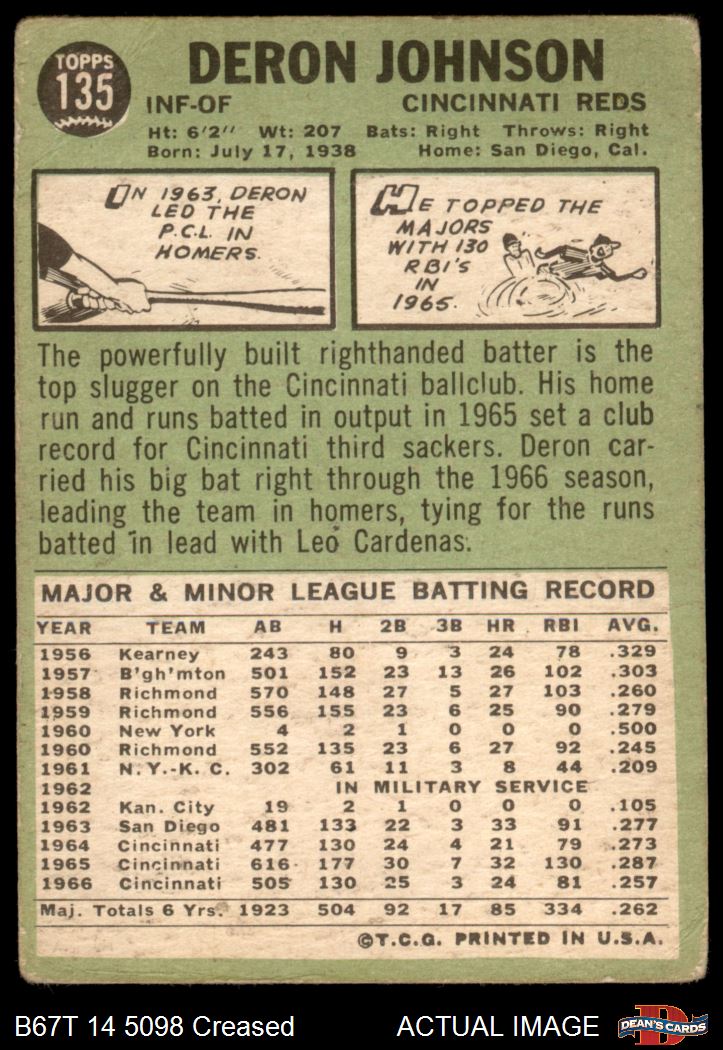 TOPPS
135
DERON JOHNSON
INF-OF CINCINNATI REDS
Ht: 6'2" Wt: 207 Bats: Right Throws: Right
Born: July 17, 1938 Home: San Diego, Cal.
IN 1963, DERON
LED THE
P.C.L. IN
HOMERS.
HE TOPPED THE
MAJORS
WITH 130
RBI'S
IN
1965.
The powerfully built righthanded batter is the
top slugger on the Cincinnati ballclub. His home
run and runs batted in output in 1965 set a club
record for Cincinnati third sackers. Deron car-
ried his big bat right through the 1966 season,
leading the team in homers, tying for the runs
batted in lead with Leo Cardenas.
MAJOR & MINOR LEAGUE BATTING RECORD
YEAR TEAM AB H 2B 3B HR RBI AVG.
1956 Kearney 243 80 9 3 24 78 .329
1957 B'gh'mton 501 152 23 13 26 102 .303
1958 Richmond 570 148 27 5 27 103 .260
1959 Richmond 556 155 23 6 25 90 .279
1960 New York 4 2 1 0 0 0 .500
1960 Richmond 552 135 23 6 27 92 .245
1961 N.Y.-K. C. 302 61 11 3 8 44 .209
1962 IN MILITARY SERVICE
1962 Kan. City 19 2 1 0 0 0 .105
1963 San Diego 481 133 22 3 33 91 .277
1964 Cincinnati 477 130 24 4 21 79 .273
1965 Cincinnati 616 177 30 7 32 130 .287
1966 Cincinnati 505 130 25 3 24 81 .257
Maj. Totals 6 Yrs. 1923 504 92 17 85 334 .262
©T.C.G. PRINTED IN U.S.A.
B67T 14 5098 Creased ACTUAL IMAGE
D
DEAN'S CARDS